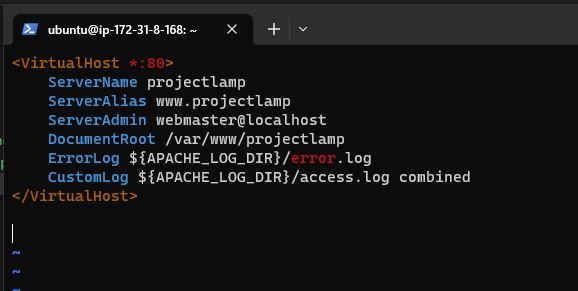 ubuntu@ip-172-31-8-168: ~
<VirtualHost *:80>
    ServerName projectlamp
    ServerAlias www.projectlamp
    ServerAdmin webmaster@localhost
    DocumentRoot /var/www/projectlamp
    ErrorLog ${APACHE_LOG_DIR}/error.log
    CustomLog ${APACHE_LOG_DIR}/access.log combined
</VirtualHost>
~
~
~